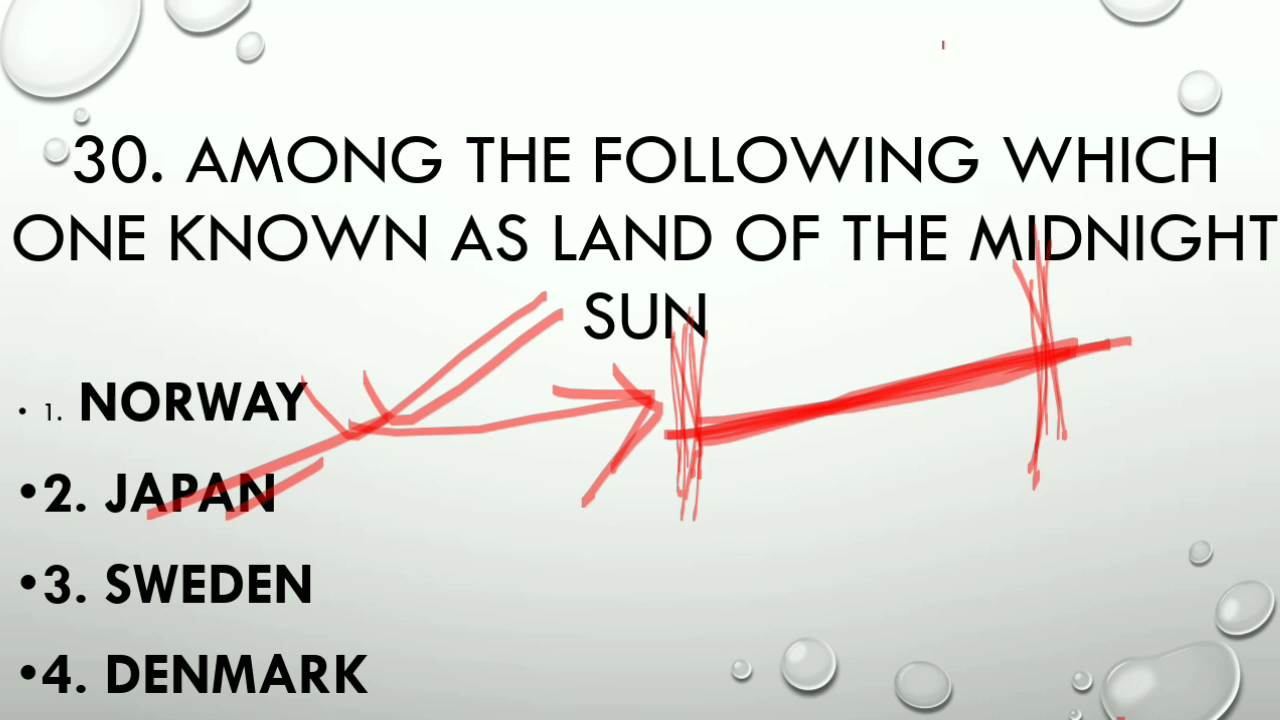 30. AMONG THE FOLLOWING WHICH
ONE KNOWN AS LAND OF THE MIDNIGHT
SUN
• 1. NORWAY
•2. JAPAN
•3. SWEDEN
•4. DENMARK